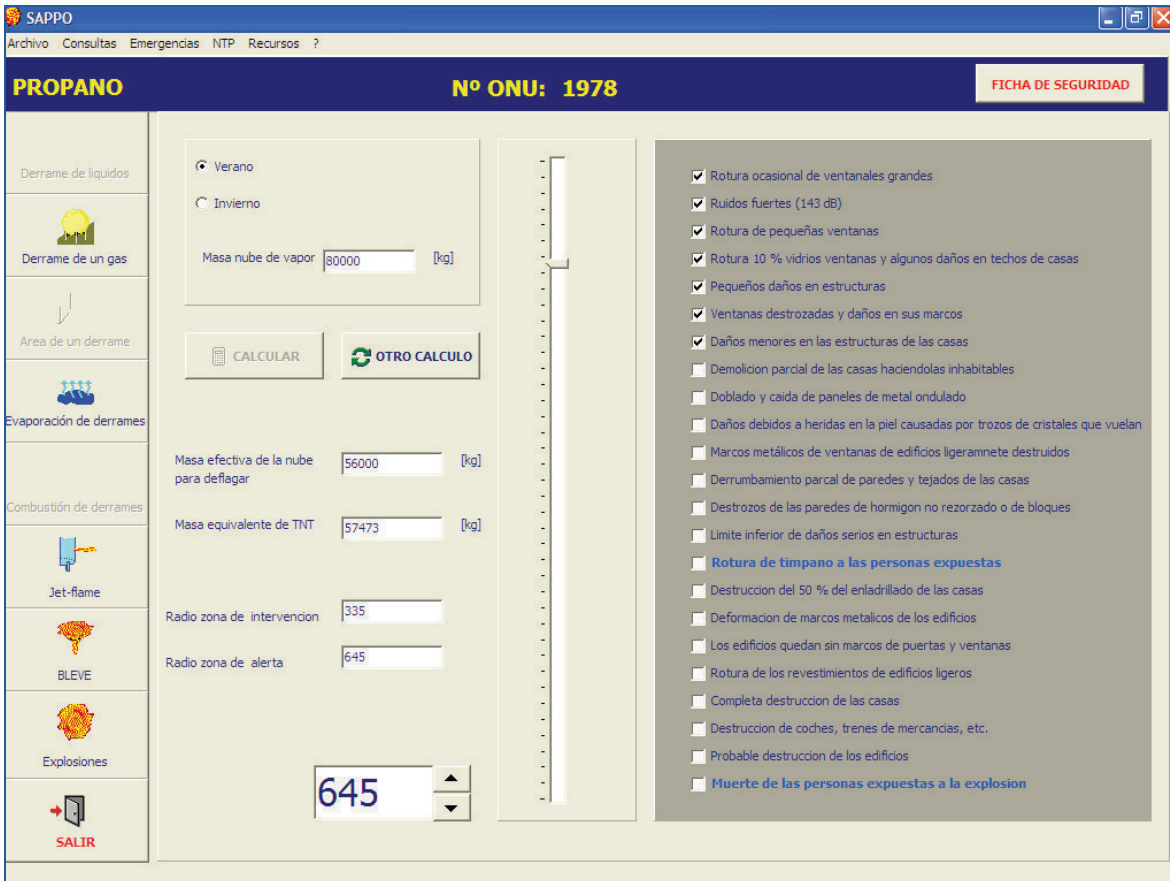 SAPPO
Archivo Consultas Emergencias NTP Recursos ?
PROPANO Nº ONU: 1978 FICHA DE SEGURIDAD
Derrame de liquidos
Derrame de un gas
Area de un derrame
Evaporación de derrames
Combustión de derrames
Jet-flame
BLEVE
Explosiones
SALIR
Verano
Invierno
Masa nube de vapor 80000 [kg]
CALCULAR OTRO CALCULO
Masa efectiva de la nube
para deflagar 56000 [kg]
Masa equivalente de TNT 57473 [kg]
Radio zona de intervencion 335
Radio zona de alerta 645
645
Rotura ocasional de ventanales grandes
Ruidos fuertes (143 dB)
Rotura de pequeñas ventanas
Rotura 10 % vidrios ventanas y algunos daños en techos de casas
Pequeños daños en estructuras
Ventanas destrozadas y daños en sus marcos
Daños menores en las estructuras de las casas
Demolicion parcial de las casas haciendolas inhabitables
Doblado y caida de paneles de metal ondulado
Daños debidos a heridas en la piel causadas por trozos de cristales que vuelan
Marcos metálicos de ventanas de edificios ligeramnete destruidos
Derrumbamiento parcal de paredes y tejados de las casas
Destrozos de las paredes de hormigon no rezorzado o de bloques
Limite inferior de daños serios en estructuras
Rotura de timpano a las personas expuestas
Destruccion del 50 % del enladrillado de las casas
Deformacion de marcos metalicos de los edificios
Los edificios quedan sin marcos de puertas y ventanas
Rotura de los revestimientos de edificios ligeros
Completa destruccion de las casas
Destruccion de coches, trenes de mercancias, etc.
Probable destruccion de los edificios
Muerte de las personas expuestas a la explosion